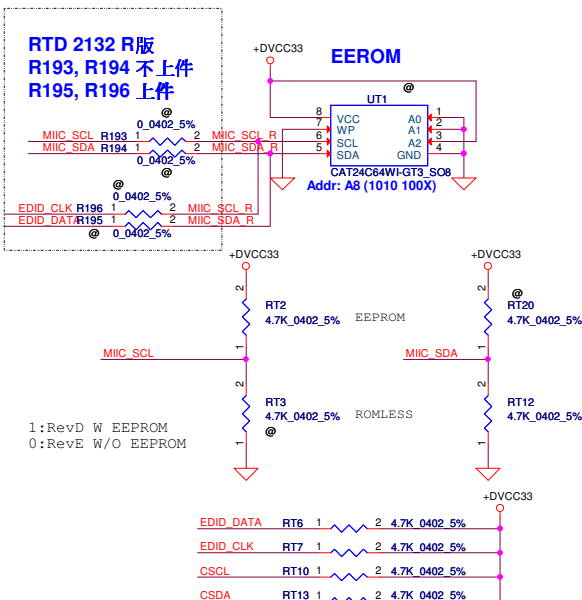 RTD 2132 R版
R193, R194 不上件
R195, R196 上件
+DVCC33
EEROM
@
UT1
8 VCC A0 1
7 WP A1 2
6 SCL A2 3
5 SDA GND 4
CAT24C64WI-GT3_SO8
Addr: A8 (1010 100X)
@
0_0402_5%
MIIC_SCL R193 1 2 MIIC_SCL_R
MIIC_SDA R194 1 2 MIIC_SDA_R
0_0402_5%
@
@
0_0402_5%
EDID_CLK R196 1 2 MIIC_SCL_R
EDID_DATA R195 1 2 MIIC_SDA_R
@ 0_0402_5%
+DVCC33
2
RT2
4.7K_0402_5%
EEPROM
1
MIIC_SCL
2
RT3
4.7K_0402_5%
ROMLESS
@
1
+DVCC33
2
@
RT20
4.7K_0402_5%
1
MIIC_SDA
2
RT12
4.7K_0402_5%
1
1:RevD W EEPROM
0:RevE W/O EEPROM
+DVCC33
EDID_DATA RT6 1 2 4.7K_0402_5%
EDID_CLK RT7 1 2 4.7K_0402_5%
CSCL RT10 1 2 4.7K_0402_5%
CSDA RT13 1 2 4.7K_0402_5%